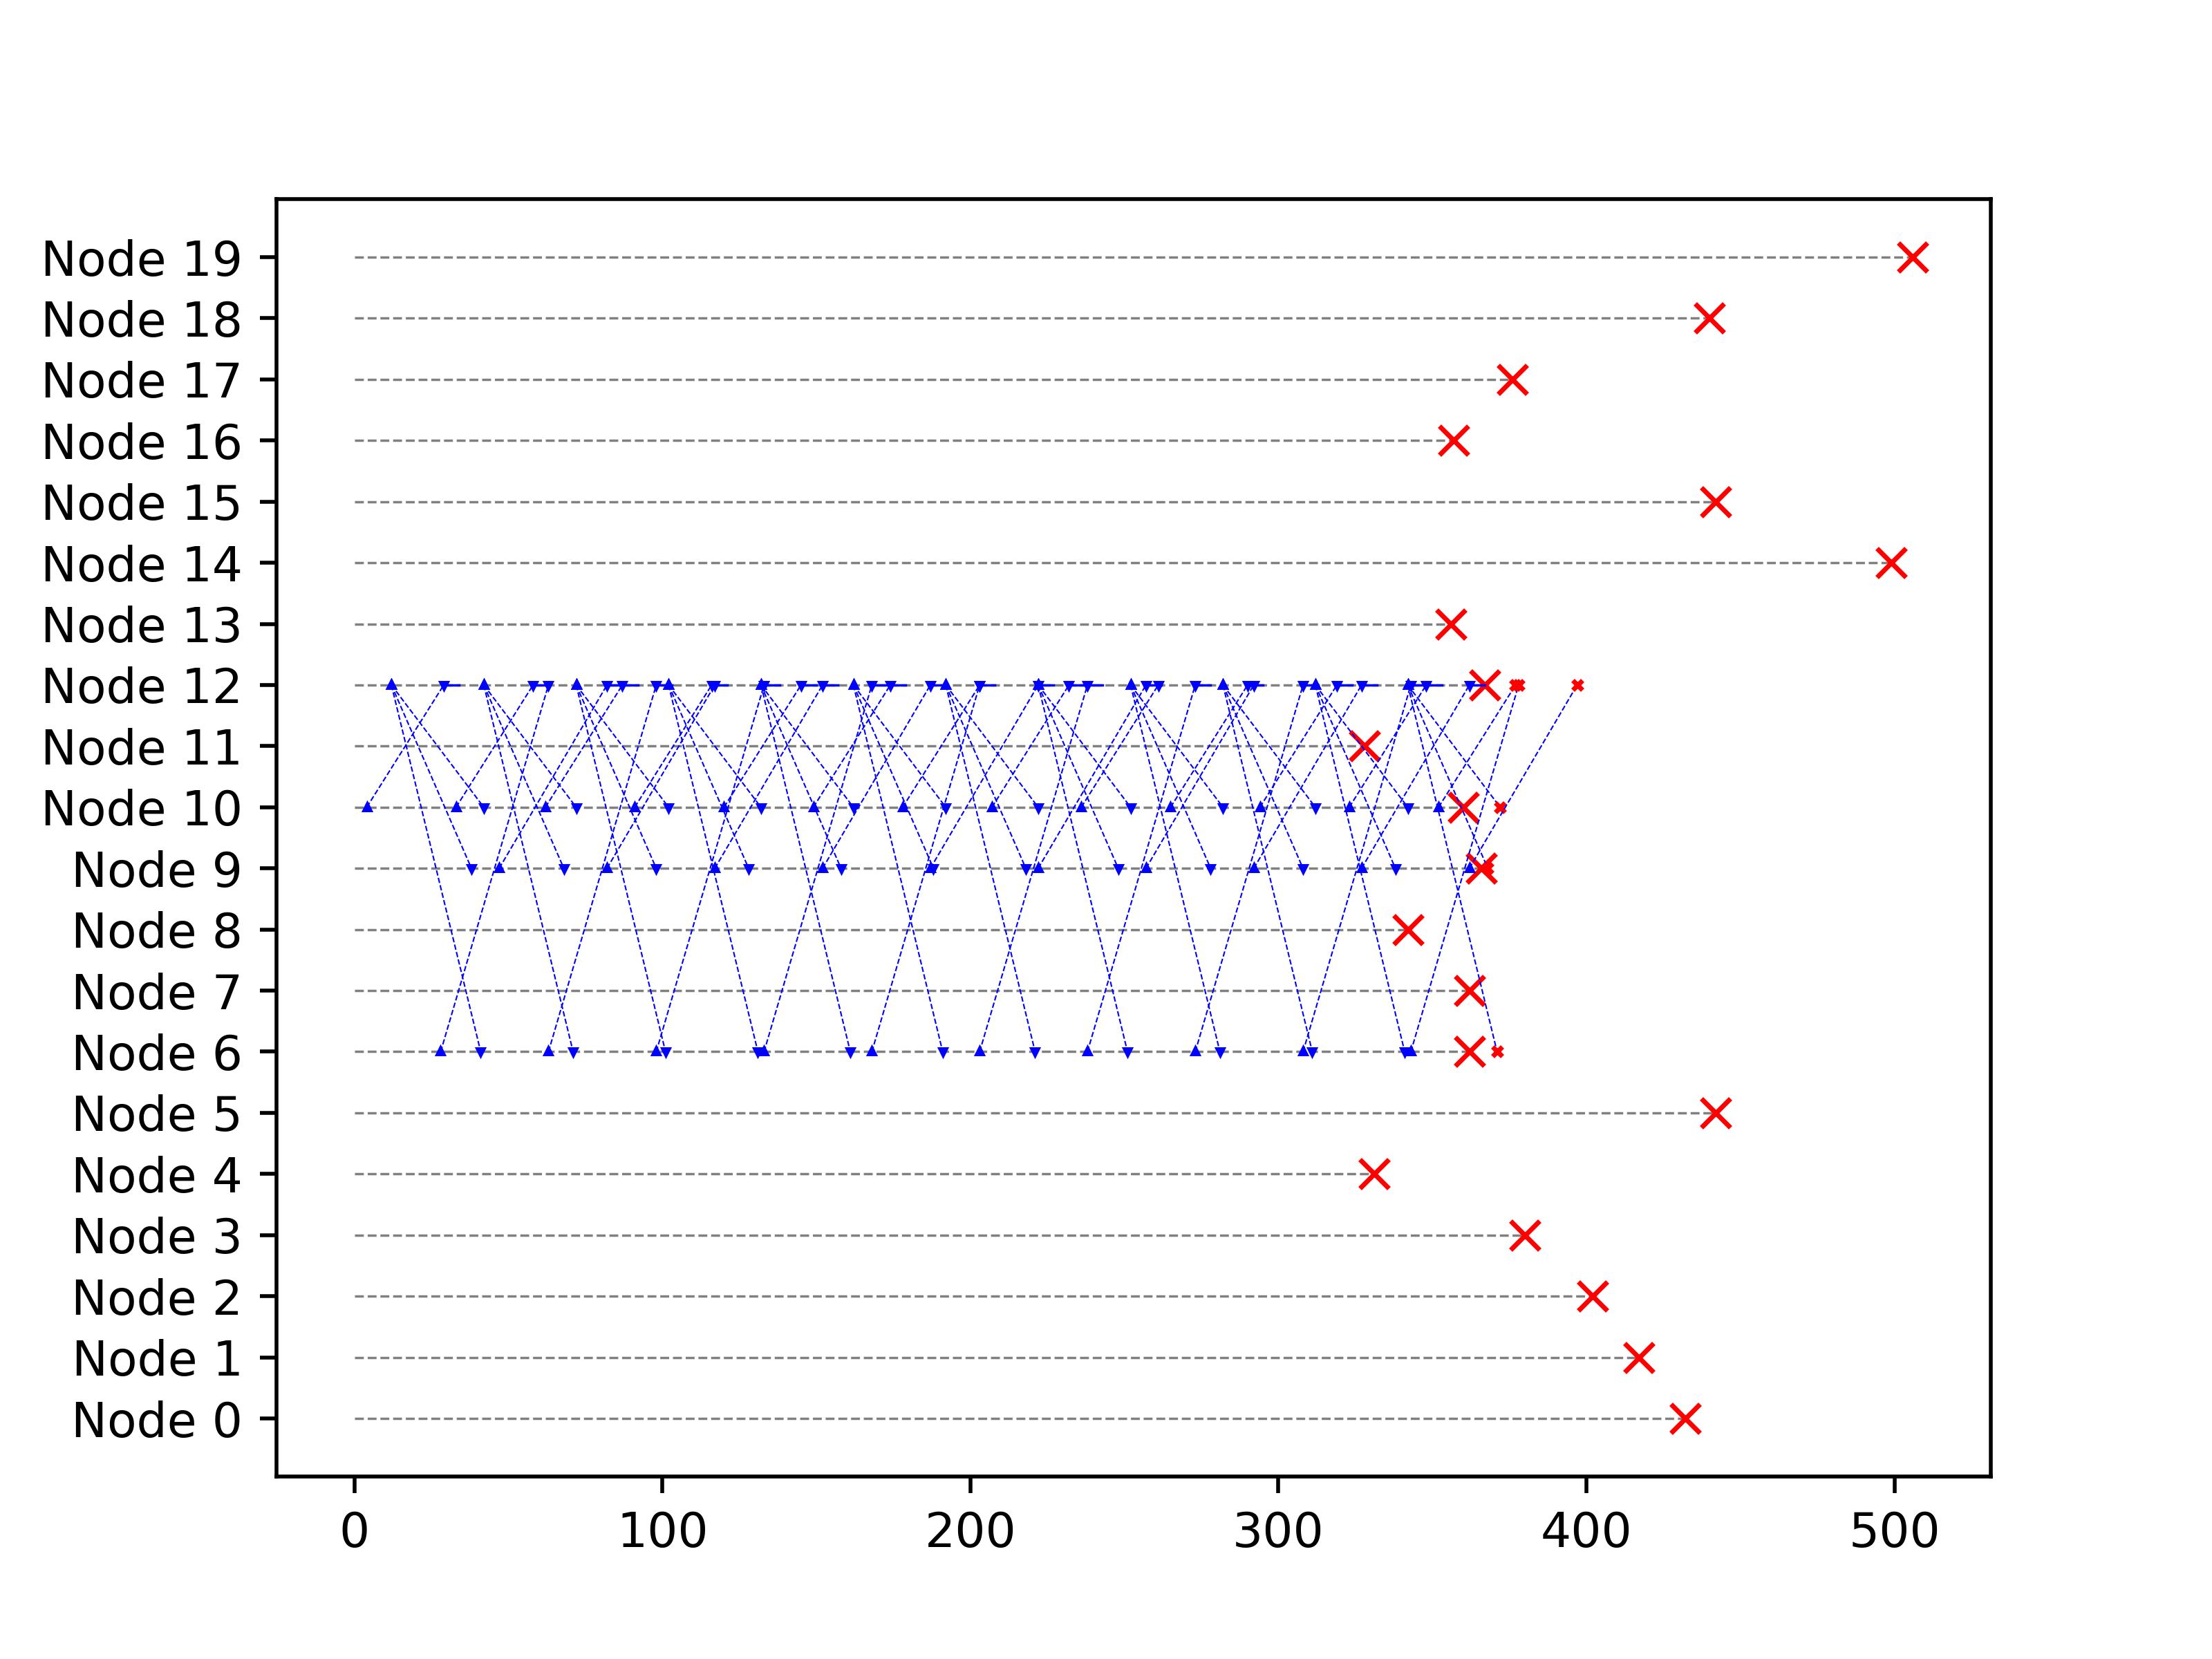 Node 19
Node 18
Node 17
Node 16
Node 15
Node 14
Node 13
Node 12
Node 11
Node 10
Node 9
Node 8
Node 7
Node 6
Node 5
Node 4
Node 3
Node 2
Node 1
Node 0
0 100 200 300 400 500